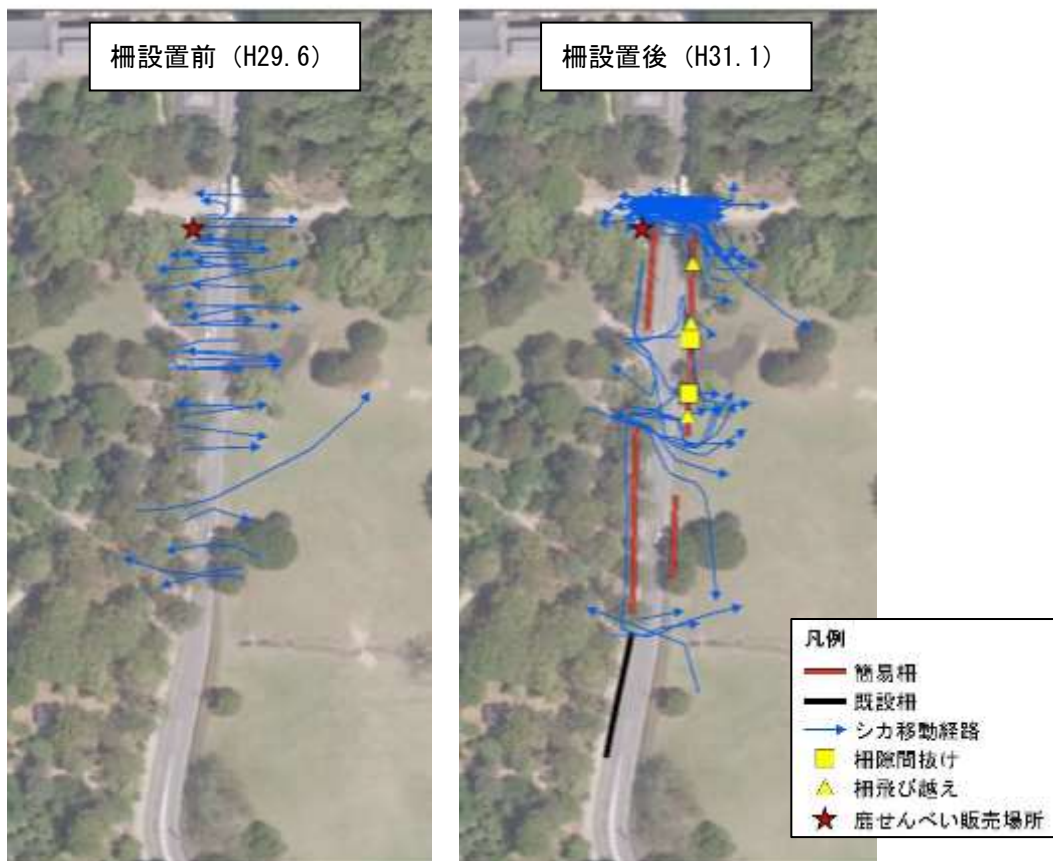 柵設置前（H29.6）
柵設置後（H31.1）
凡例
簡易柵
既設柵
シカ移動経路
柵隙間抜け
柵飛び越え
鹿せんべい販売場所